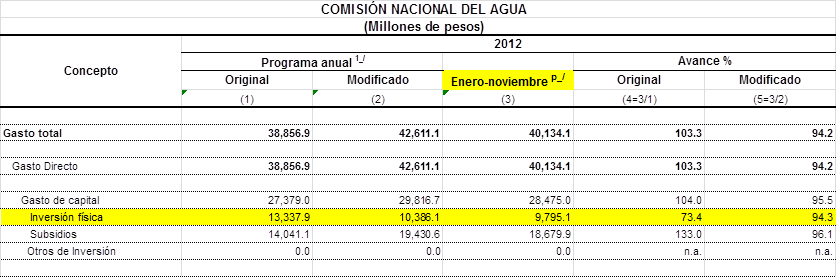 COMISIÓN NACIONAL DEL AGUA
(Millones de pesos)
2012
Concepto Programa anual 1_/ Avance %
Original Modificado Enero-noviembre p_/ Original Modificado
(1) (2) (3) (4=3/1) (5=3/2)
Gasto total 38,856.9 42,611.1 40,134.1 103.3 94.2
Gasto Directo 38,856.9 42,611.1 40,134.1 103.3 94.2
Gasto de capital 27,379.0 29,816.7 28,475.0 104.0 95.5
Inversión física 13,337.9 10,386.1 9,795.1 73.4 94.3
Subsidios 14,041.1 19,430.6 18,679.9 133.0 96.1
Otros de Inversión 0.0 0.0 0.0 n.a. n.a.